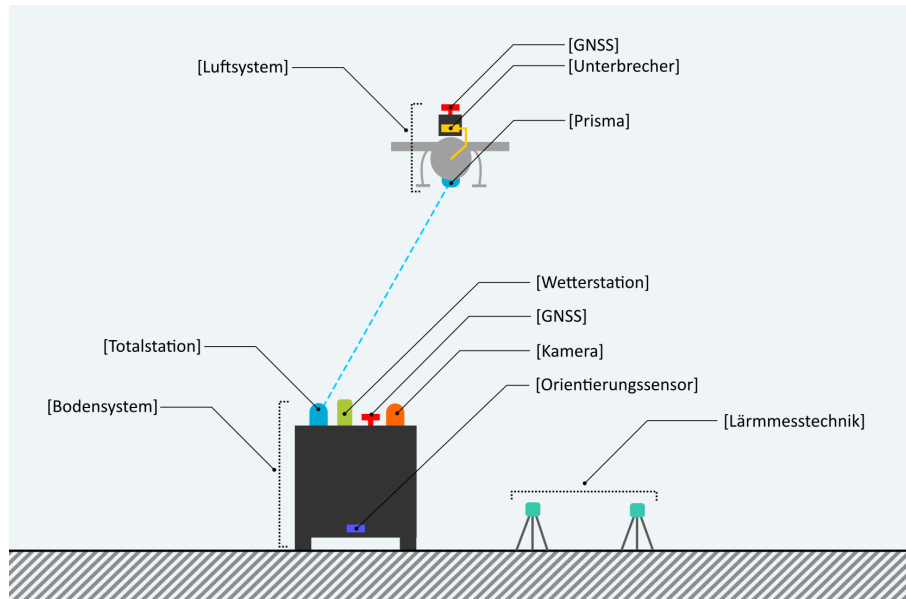 [GNSS]
[Luftsystem]
[Unterbrecher]
[Prisma]
[Wetterstation]
[GNSS]
[Totalstation]
[Kamera]
[Orientierungssensor]
[Bodensystem]
[Lärmmesstechnik]